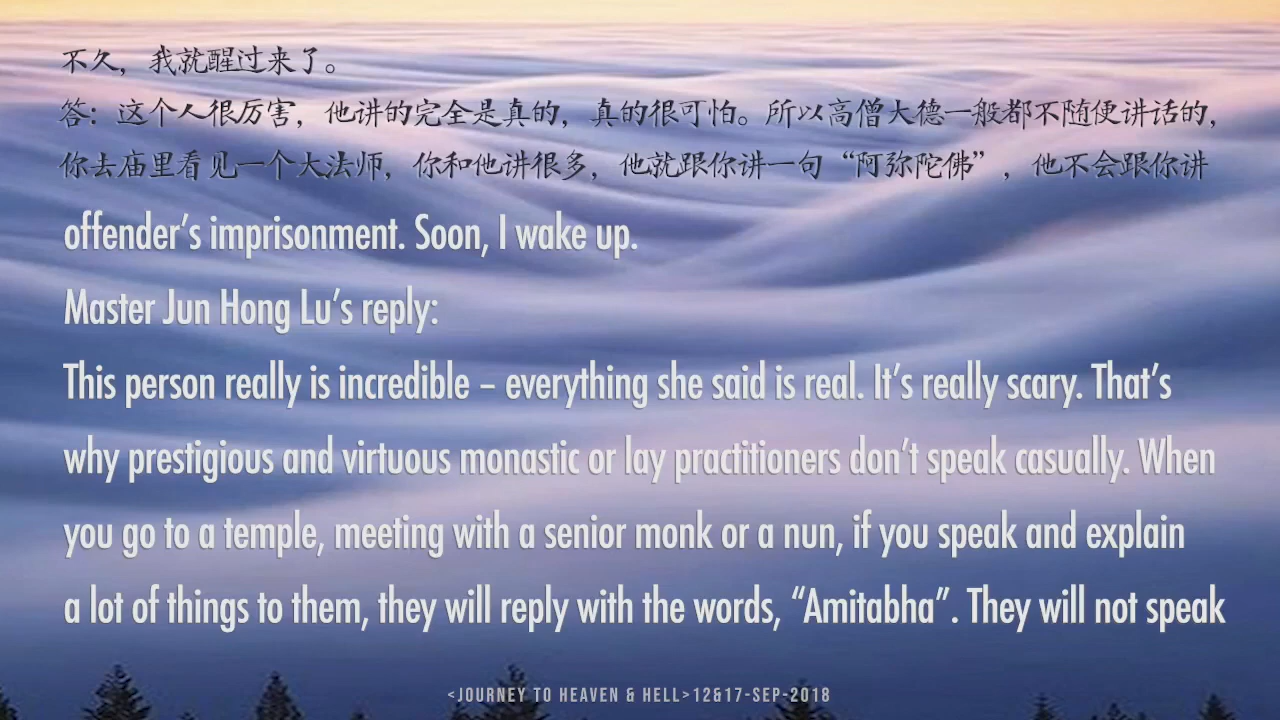 不久，我就醒过来了。
答：这个人很厉害，他讲的完全是真的，真的很可怕。所以高僧大德一般都不随便讲话的，
你去庙里看见一个大法师，你和他讲很多，他就跟你讲一句“阿弥陀佛”，他不会跟你讲
offender’s imprisonment. Soon, I wake up.
Master Jun Hong Lu’s reply:
This person really is incredible – everything she said is real. It’s really scary. That’s
why prestigious and virtuous monastic or lay practitioners don’t speak casually. When
you go to a temple, meeting with a senior monk or a nun, if you speak and explain
a lot of things to them, they will reply with the words, “Amitabha”. They will not speak
<JOURNEY TO HEAVEN & HELL>12&17-SEP-2018